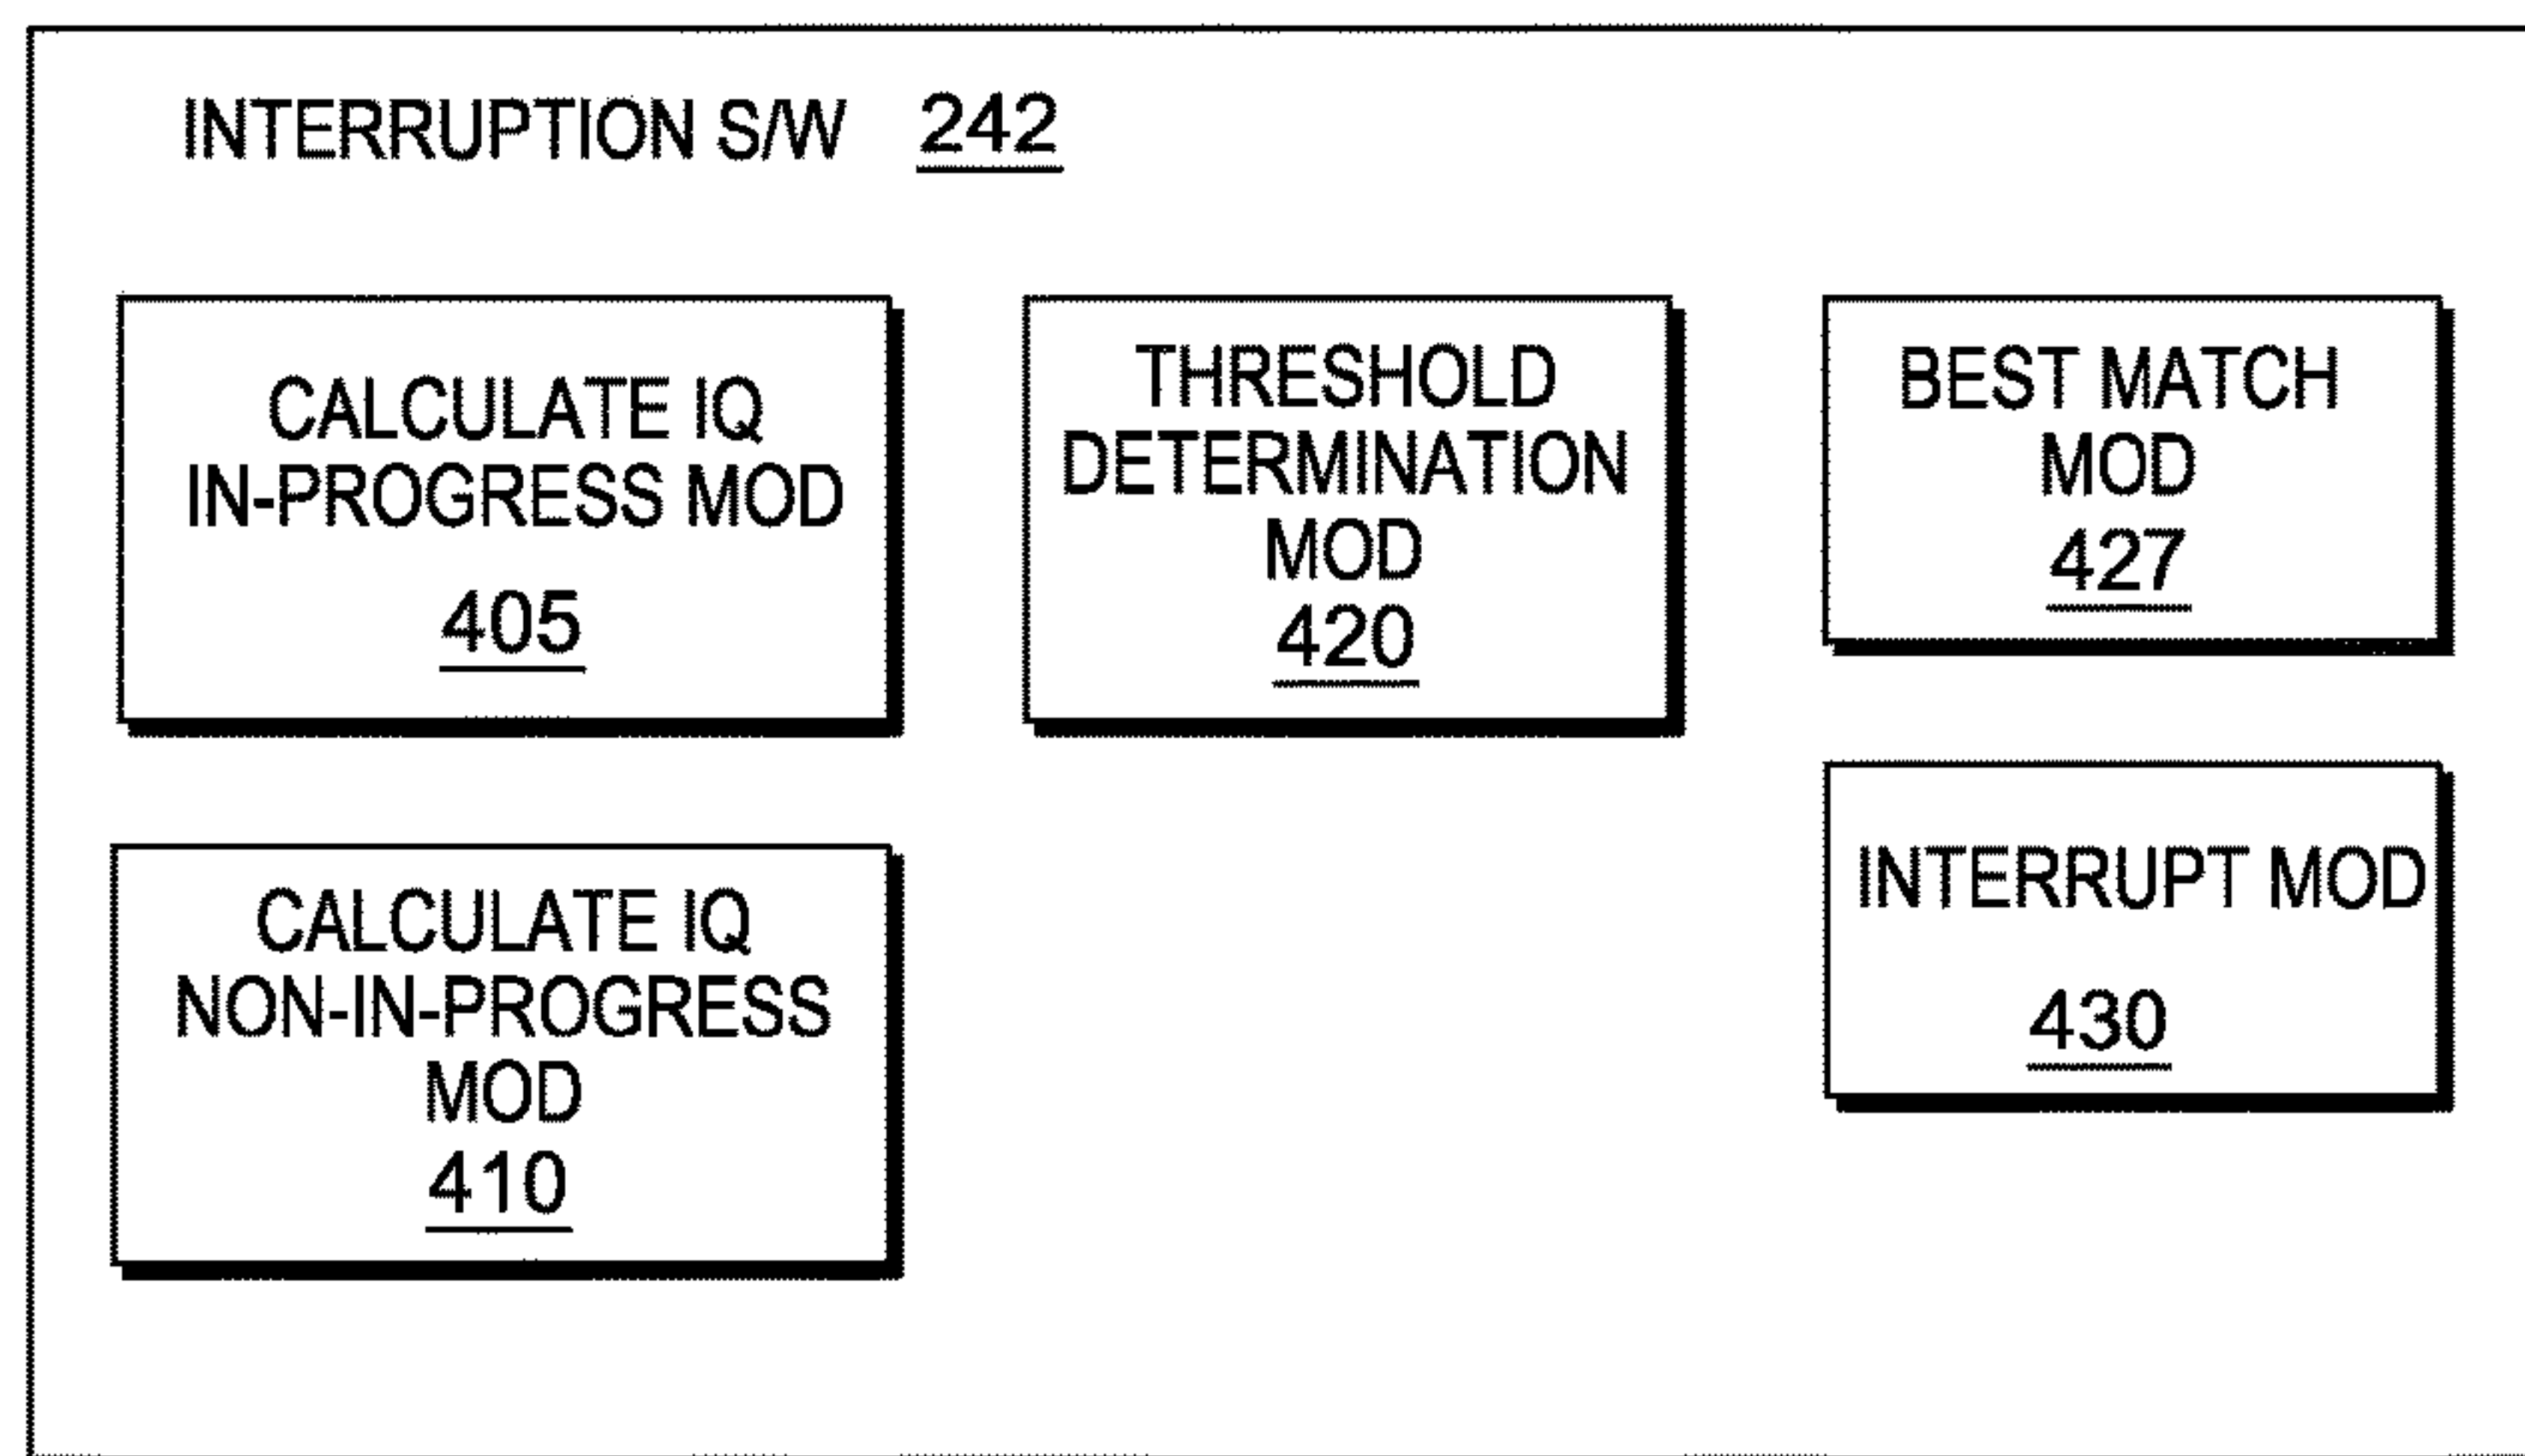 INTERRUPTION S/W 242
CALCULATE IQ
IN-PROGRESS MOD
405
THRESHOLD
DETERMINATION
MOD
420
BEST MATCH
MOD
427
CALCULATE IQ
NON-IN-PROGRESS
MOD
410
INTERRUPT MOD
430